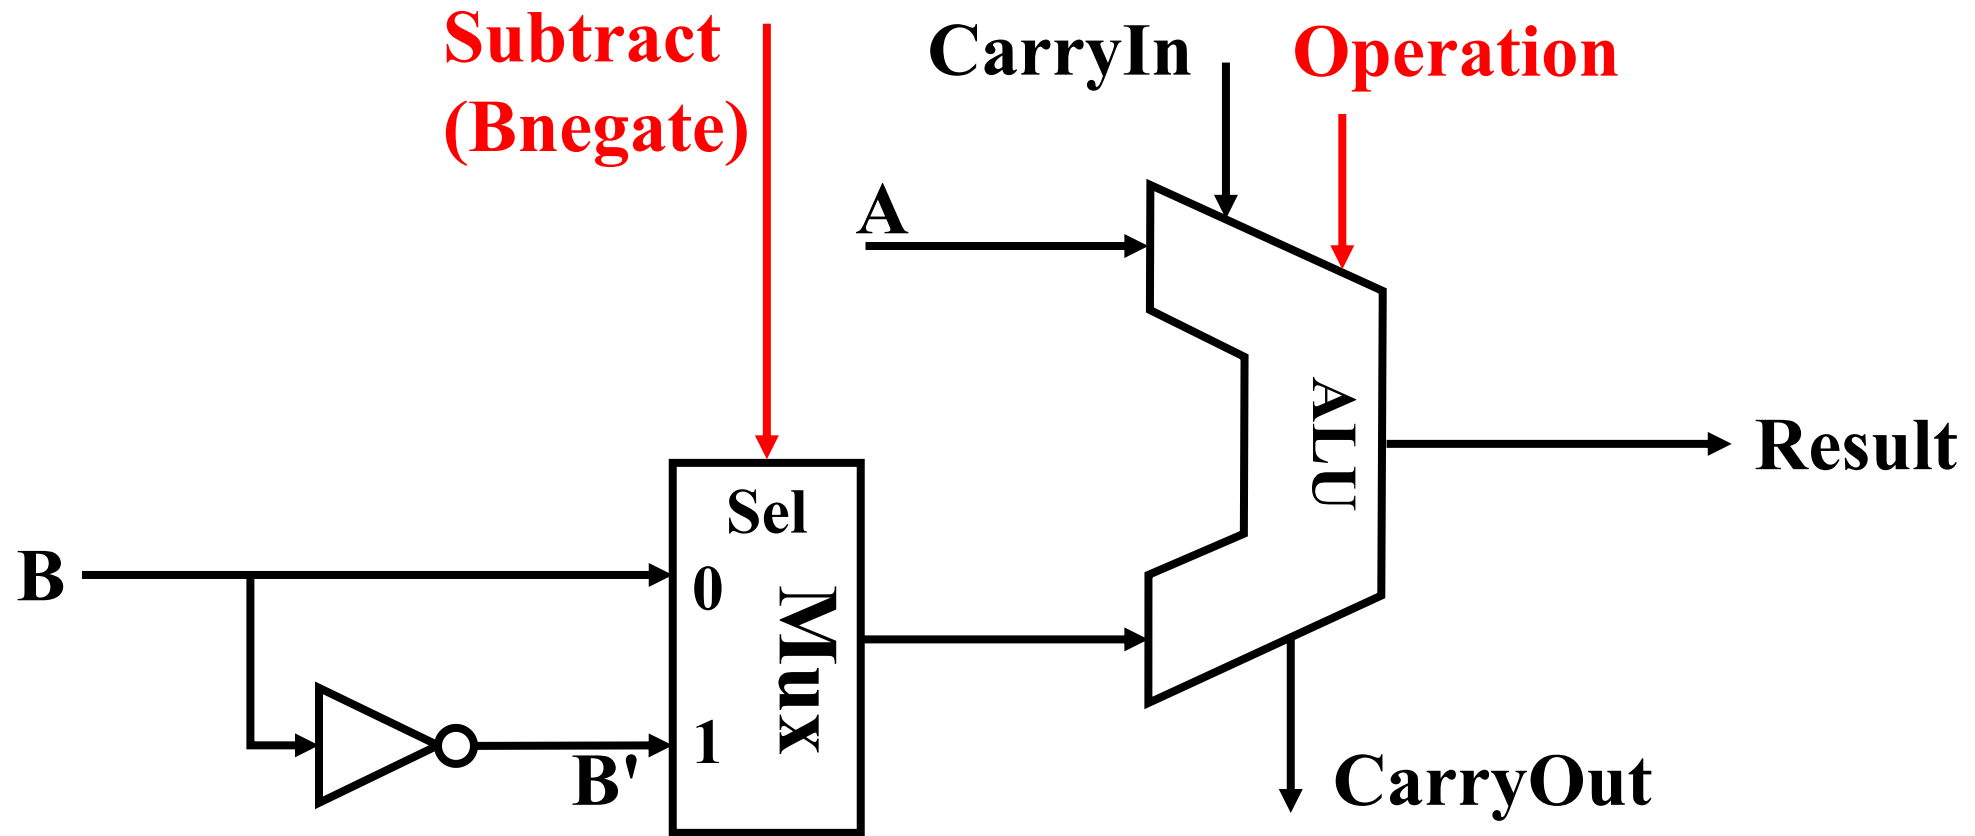 Subtract
(Bnegate)
CarryIn
Operation
A
ALU
Result
Sel
B
0
Mux
1
B'
CarryOut